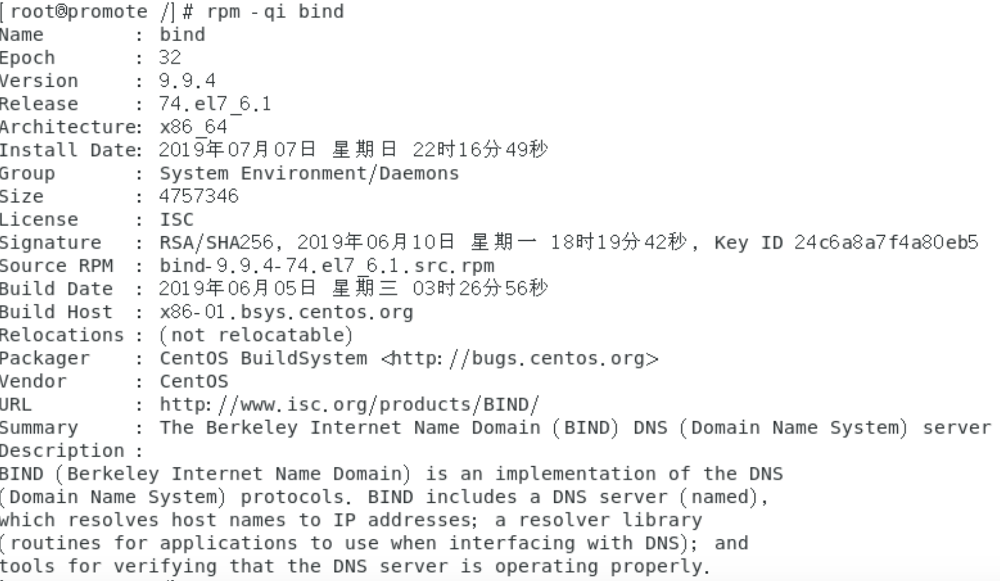 [root@promote /]# rpm -qi bind
Name        : bind
Epoch       : 32
Version     : 9.9.4
Release     : 74.el7_6.1
Architecture: x86_64
Install Date: 2019年07月07日 星期日 22时16分49秒
Group       : System Environment/Daemons
Size        : 4757346
License     : ISC
Signature   : RSA/SHA256, 2019年06月10日 星期一 18时19分42秒, Key ID 24c6a8a7f4a80eb5
Source RPM  : bind-9.9.4-74.el7_6.1.src.rpm
Build Date  : 2019年06月05日 星期三 03时26分56秒
Build Host  : x86-01.bsys.centos.org
Relocations : (not relocatable)
Packager    : CentOS BuildSystem <http://bugs.centos.org>
Vendor      : CentOS
URL         : http://www.isc.org/products/BIND/
Summary     : The Berkeley Internet Name Domain (BIND) DNS (Domain Name System) server
Description :
BIND (Berkeley Internet Name Domain) is an implementation of the DNS
(Domain Name System) protocols. BIND includes a DNS server (named),
which resolves host names to IP addresses; a resolver library
(routines for applications to use when interfacing with DNS); and
tools for verifying that the DNS server is operating properly.